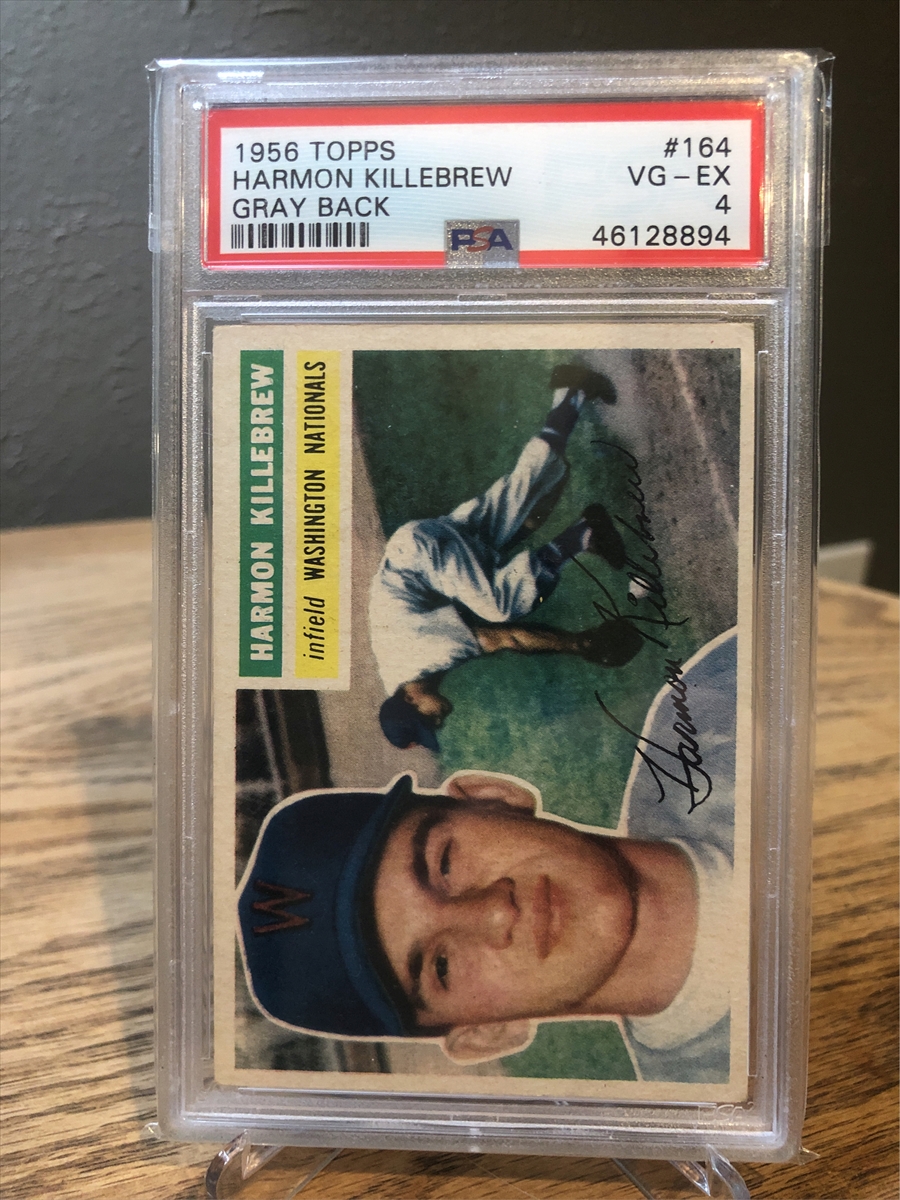 1956 TOPPS #164
HARMON KILLEBREW VG-EX
GRAY BACK 4
PSA 46128894
HARMON KILLEBREW
infield WASHINGTON NATIONALS
W
Harmon Killebrew